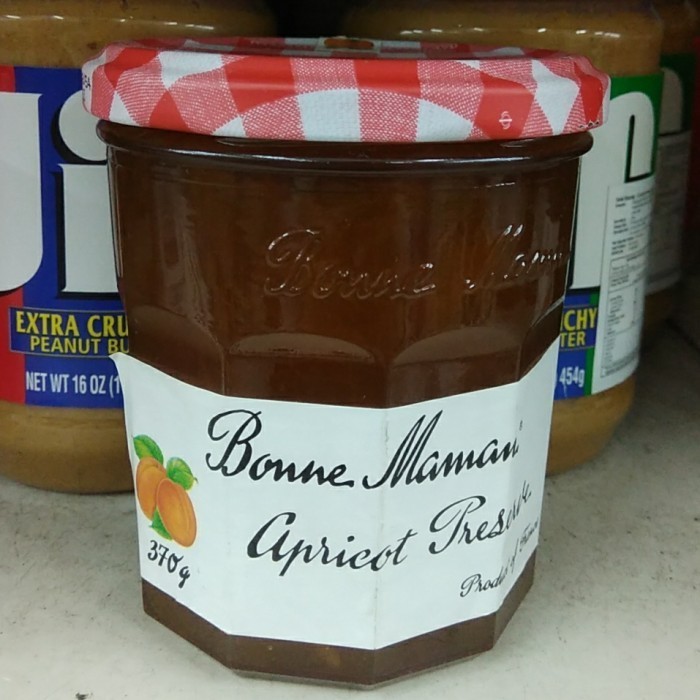 Bonne Maman
Bonne Maman
Apricot Preserve
370g
Product of France
Ji
EXTRA CRU
PEANUT BU
NET WT 16 OZ (1
CHY
TER
454g